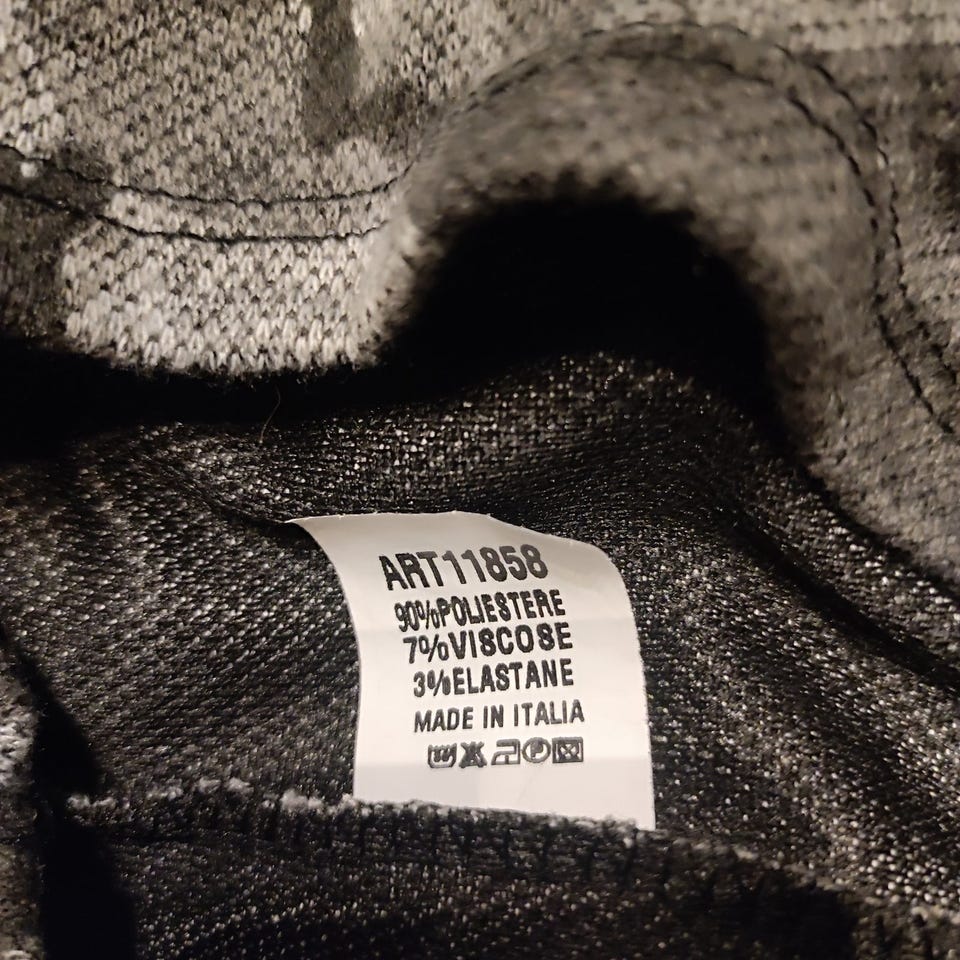 ART11858
90%POLIESTERE
7%VISCOSE
3%ELASTANE
MADE IN ITALIA
P